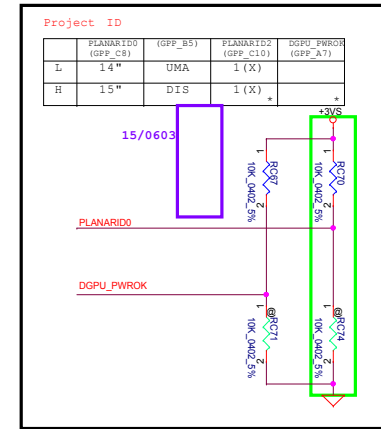 Project ID
PLANARID0 (GPP_B5) PLANARID2 DGPU_PWROK
(GPP_C8) (GPP_C10) (GPP_A7)
L 14" UMA 1(X)
H 15" DIS 1(X)
* *
15/0603
+3VS
1 1
RC67 RC70
10K_0402_5% 10K_0402_5%
2 2
PLANARID0
DGPU_PWROK
1 1
@RC71 @RC74
10K_0402_5% 10K_0402_5%
2 2